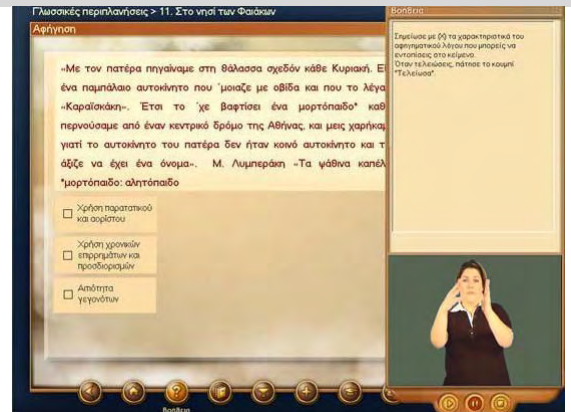 Γλωσσικές περιπλανήσεις > 11. Στο νησί των Φαιάκων
Αφήγηση
«Με τον πατέρα πηγαίναμε στη θάλασσα σχεδόν κάθε Κυριακή.
ένα παμπάλαιο αυτοκίνητο που ΄μοιαζε με οβίδα και που το λέγα
«Καραϊσκάκη». Έτσι το ΄χε βαφτίσει ένα μορτόπαιδο* καθ
περνούσαμε από έναν κεντρικό δρόμο της Αθήνας, και μεις χαρήκα
γιατί το αυτοκίνητο του πατέρα δεν ήταν κοινό αυτοκίνητο και τ
άξιζε να έχει ένα όνομα». Μ. Λυμπεράκη «Τα ψάθινα καπέλ
*μορτόπαιδο: αλητόπαιδο
Χρήση παρατατικού
και αορίστου
Χρήση χρονικών
επιρρημάτων και
προσδιορισμών
Αιτιότητα
γεγονότων
Βοήθεια
Βοήθεια
Σημείωσε με (Χ) τα χαρακτηριστικά του
αφηγηματικού λόγου που μπορείς να
εντοπίσεις στο κείμενο.
Όταν τελειώσεις, πάτησε το κουμπί
"Τελείωσα".